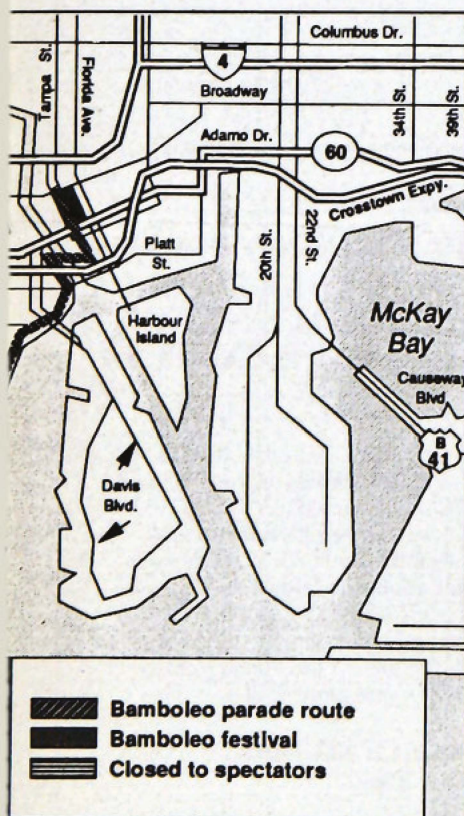 Columbus Dr.
4
Broadway
Tampa St.
Florida Ave.
34th St.
39th St.
Adamo Dr.
60
Crosstown Expy.
Platt
St.
20th St.
22nd St.
Harbour
Island
McKay
Bay
Causeway
Blvd.
B
41
Davis
Blvd.
Bamboleo parade route
Bamboleo festival
Closed to spectators